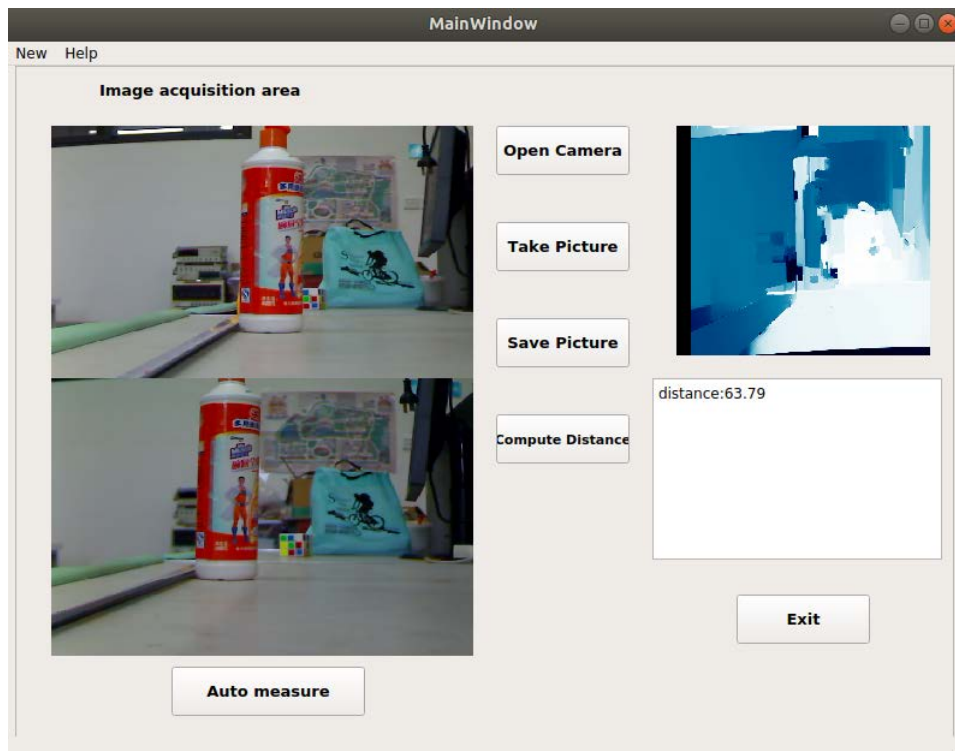 MainWindow
New Help
Image acquisition area
Open Camera
Take Picture
Save Picture
Compute Distance
distance:63.79
Exit
Auto measure